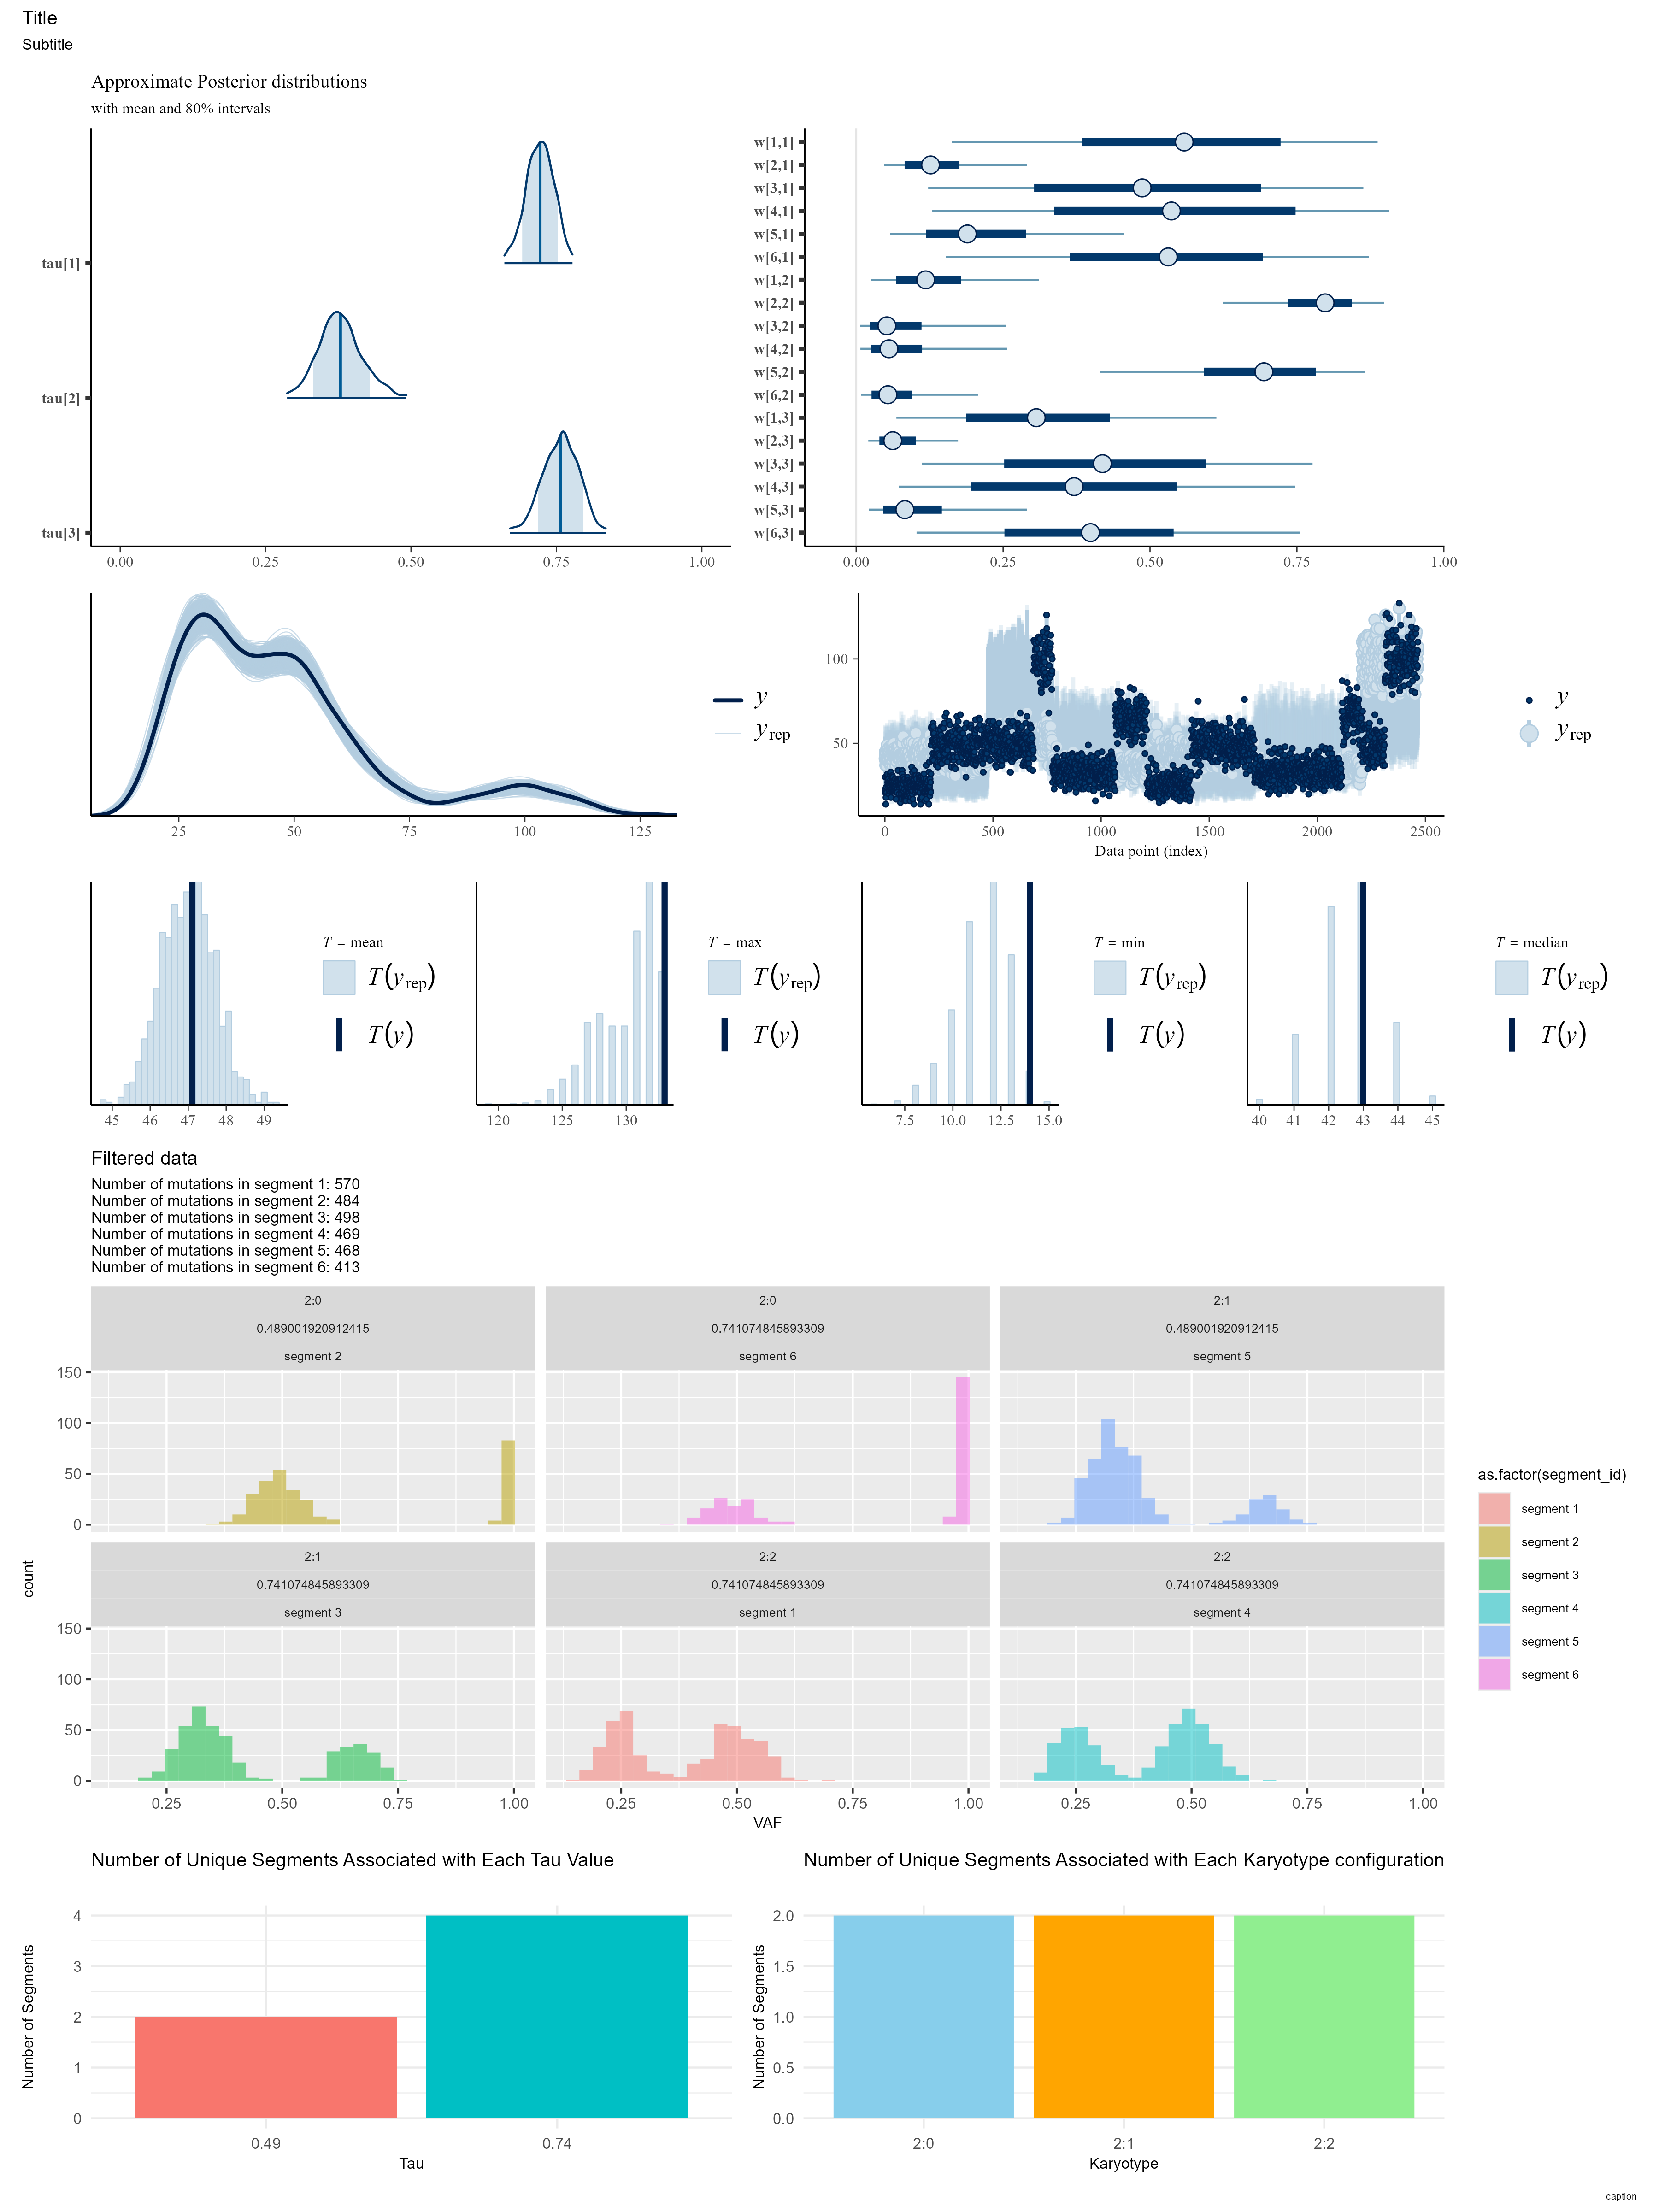 Title
Subtitle
Approximate Posterior distributions
with mean and 80% intervals
tau[1]
tau[2]
tau[3]
0.00 0.25 0.50 0.75 1.00
w[1,1]
w[2,1]
w[3,1]
w[4,1]
w[5,1]
w[6,1]
w[1,2]
w[2,2]
w[3,2]
w[4,2]
w[5,2]
w[6,2]
w[1,3]
w[2,3]
w[3,3]
w[4,3]
w[5,3]
w[6,3]
0.00 0.25 0.50 0.75 1.00
25 50 75 100 125
y
yrep
100
50
0 500 1000 1500 2000 2500
Data point (index)
y
yrep
45 46 47 48 49
T = mean
T(yrep)
T(y)
120 125 130
T = max
T(yrep)
T(y)
7.5 10.0 12.5 15.0
T = min
T(yrep)
T(y)
40 41 42 43 44 45
T = median
T(yrep)
T(y)
Filtered data
Number of mutations in segment 1: 570
Number of mutations in segment 2: 484
Number of mutations in segment 3: 498
Number of mutations in segment 4: 469
Number of mutations in segment 5: 468
Number of mutations in segment 6: 413
2:0
0.489001920912415
segment 2
2:0
0.741074845893309
segment 6
2:1
0.489001920912415
segment 5
150
100
50
0
2:1
0.741074845893309
segment 3
2:2
0.741074845893309
segment 1
2:2
0.741074845893309
segment 4
150
100
50
0
count
0.25 0.50 0.75 1.00
0.25 0.50 0.75 1.00
0.25 0.50 0.75 1.00
VAF
as.factor(segment_id)
segment 1
segment 2
segment 3
segment 4
segment 5
segment 6
Number of Unique Segments Associated with Each Tau Value
Number of Segments
4
3
2
1
0
0.49 0.74
Tau
Number of Unique Segments Associated with Each Karyotype configuration
Number of Segments
2.0
1.5
1.0
0.5
0.0
2:0 2:1 2:2
Karyotype
caption